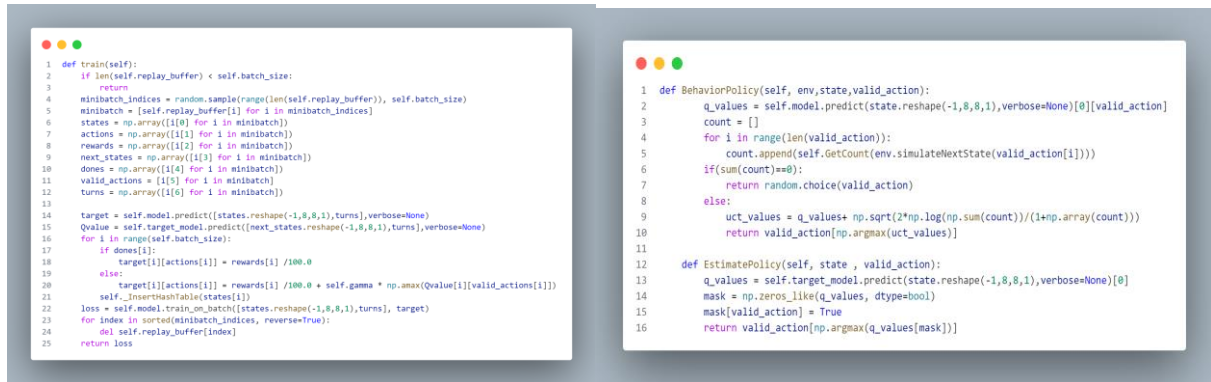 1 def train(self):
2     if len(self.replay_buffer) < self.batch_size:
3         return
4     minibatch_indices = random.sample(range(len(self.replay_buffer)), self.batch_size)
5     minibatch = [self.replay_buffer[i] for i in minibatch_indices]
6     states = np.array([i[0] for i in minibatch])
7     actions = np.array([i[1] for i in minibatch])
8     rewards = np.array([i[2] for i in minibatch])
9     next_states = np.array([i[3] for i in minibatch])
10     dones = np.array([i[4] for i in minibatch])
11     valid_actions = [i[5] for i in minibatch]
12     turns = np.array([i[6] for i in minibatch])
13
14     target = self.model.predict([states.reshape(-1,8,8,1),turns],verbose=None)
15     Qvalue = self.target_model.predict([next_states.reshape(-1,8,8,1),turns],verbose=None)
16     for i in range(self.batch_size):
17         if dones[i]:
18             target[i][actions[i]] = rewards[i] /100.0
19         else:
20             target[i][actions[i]] = rewards[i] /100.0 + self.gamma * np.amax(Qvalue[i][valid_actions[i]])
21         self._InsertHashTable(states[i])
22     loss = self.model.train_on_batch([states.reshape(-1,8,8,1),turns], target)
23     for index in sorted(minibatch_indices, reverse=True):
24         del self.replay_buffer[index]
25     return loss
1 def BehaviorPolicy(self, env,state,valid_action):
2         q_values = self.model.predict(state.reshape(-1,8,8,1),verbose=None)[0][valid_action]
3         count = []
4         for i in range(len(valid_action)):
5             count.append(self.GetCount(env.simulateNextState(valid_action[i])))
6         if(sum(count)==0):
7             return random.choice(valid_action)
8         else:
9             uct_values = q_values+ np.sqrt(2*np.log(np.sum(count))/(1+np.array(count)))
10             return valid_action[np.argmax(uct_values)]
11
12     def EstimatePolicy(self, state , valid_action):
13         q_values = self.target_model.predict(state.reshape(-1,8,8,1),verbose=None)[0]
14         mask = np.zeros_like(q_values, dtype=bool)
15         mask[valid_action] = True
16         return valid_action[np.argmax(q_values[mask])]